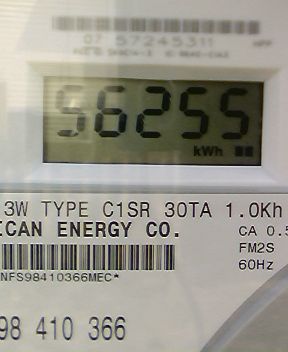 07 57245311
56255
kWh
3W TYPE C1SR 30TA 1.0Kh
ICAN ENERGY CO.
CA 0.5
FM2S
NFS98410366MEC*
60Hz
98 410 366